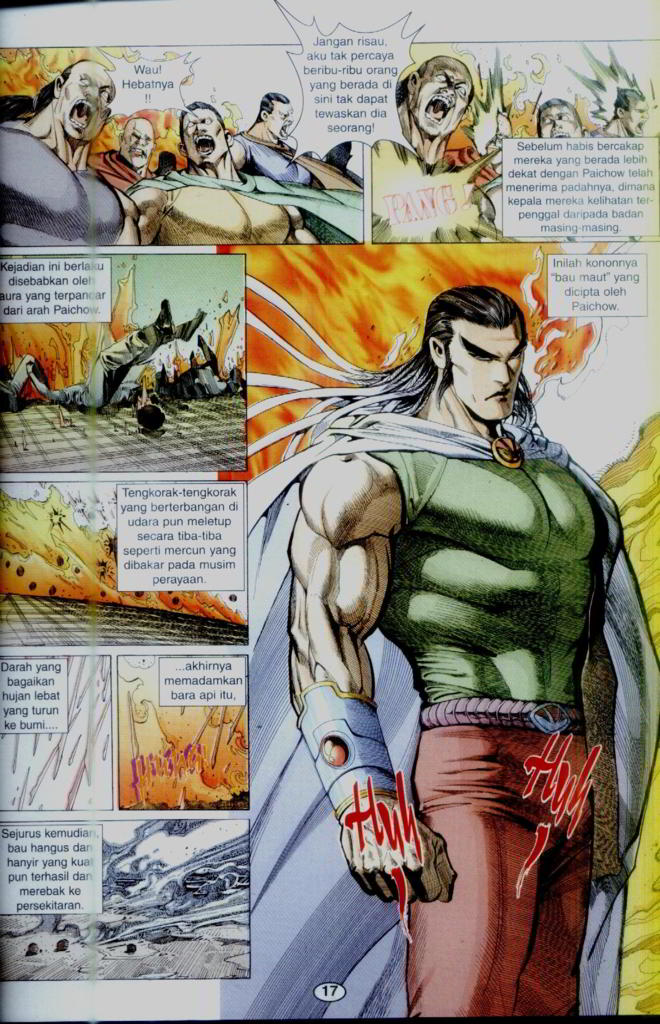 Wau!
Hebatnya
!!
Jangan risau,
aku tak percaya
beribu-ribu orang
yang berada di
sini tak dapat
tewaskan dia
seorang!
PANG
Sebelum habis bercakap
mereka yang berada lebih
dekat dengan Paichow telah
menerima padahnya, dimana
kepala mereka kelihatan ter-
penggal daripada badan
masing-masing.
Kejadian ini berlaku
disebabkan oleh
aura yang terpancar
dari arah Paichow.
Inilah kononnya
"bau maut" yang
dicipta oleh
Paichow.
Tengkorak-tengkorak
yang berterbangan di
udara pun meletup
secara tiba-tiba
seperti mercun yang
dibakar pada musim
perayaan.
Darah yang
bagaikan
hujan lebat
yang turun
ke bumi....
...akhirnya
memadamkan
bara api itu,
Sejurus kemudian,
bau hangus dan
hanyir yang kuat
pun terhasil dan
merebak ke
persekitaran.
Huh!
Huh!
17